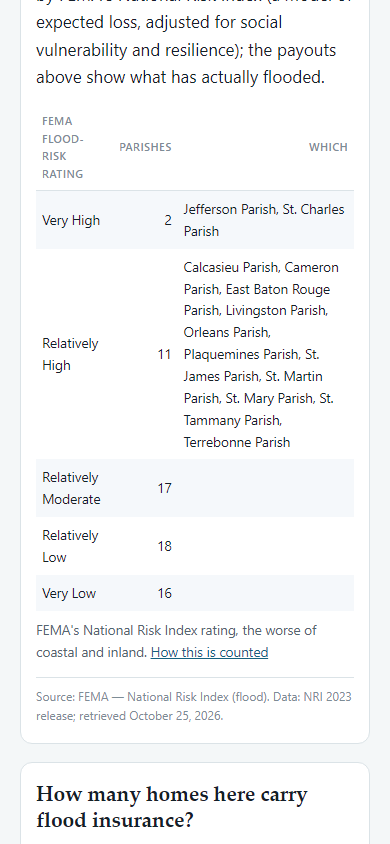 expected loss, adjusted for social
vulnerability and resilience); the payouts
above show what has actually flooded.
FEMA
FLOOD-
RISK
RATING
PARISHES
WHICH
Very High
2
Jefferson Parish, St. Charles
Parish
Relatively
High
11
Calcasieu Parish, Cameron
Parish, East Baton Rouge
Parish, Livingston Parish,
Orleans Parish,
Plaquemines Parish, St.
James Parish, St. Martin
Parish, St. Mary Parish, St.
Tammany Parish,
Terrebonne Parish
Relatively
Moderate
17
Relatively
Low
18
Very Low
16
FEMA's National Risk Index rating, the worse of
coastal and inland. How this is counted
Source: FEMA — National Risk Index (flood). Data: NRI 2023
release; retrieved October 25, 2026.
How many homes here carry
flood insurance?